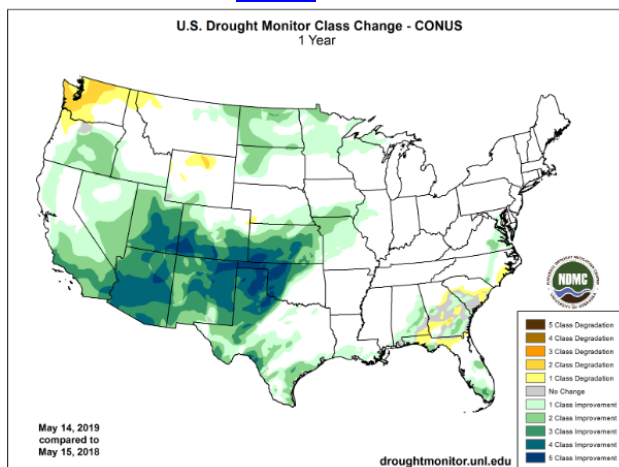 U.S. Drought Monitor Class Change - CONUS
1 Year
NDMC
5 Class Degradation
4 Class Degradation
3 Class Degradation
2 Class Degradation
1 Class Degradation
No Change
1 Class Improvement
2 Class Improvement
3 Class Improvement
4 Class Improvement
5 Class Improvement
May 14, 2019
compared to
May 15, 2018
droughtmonitor.unl.edu